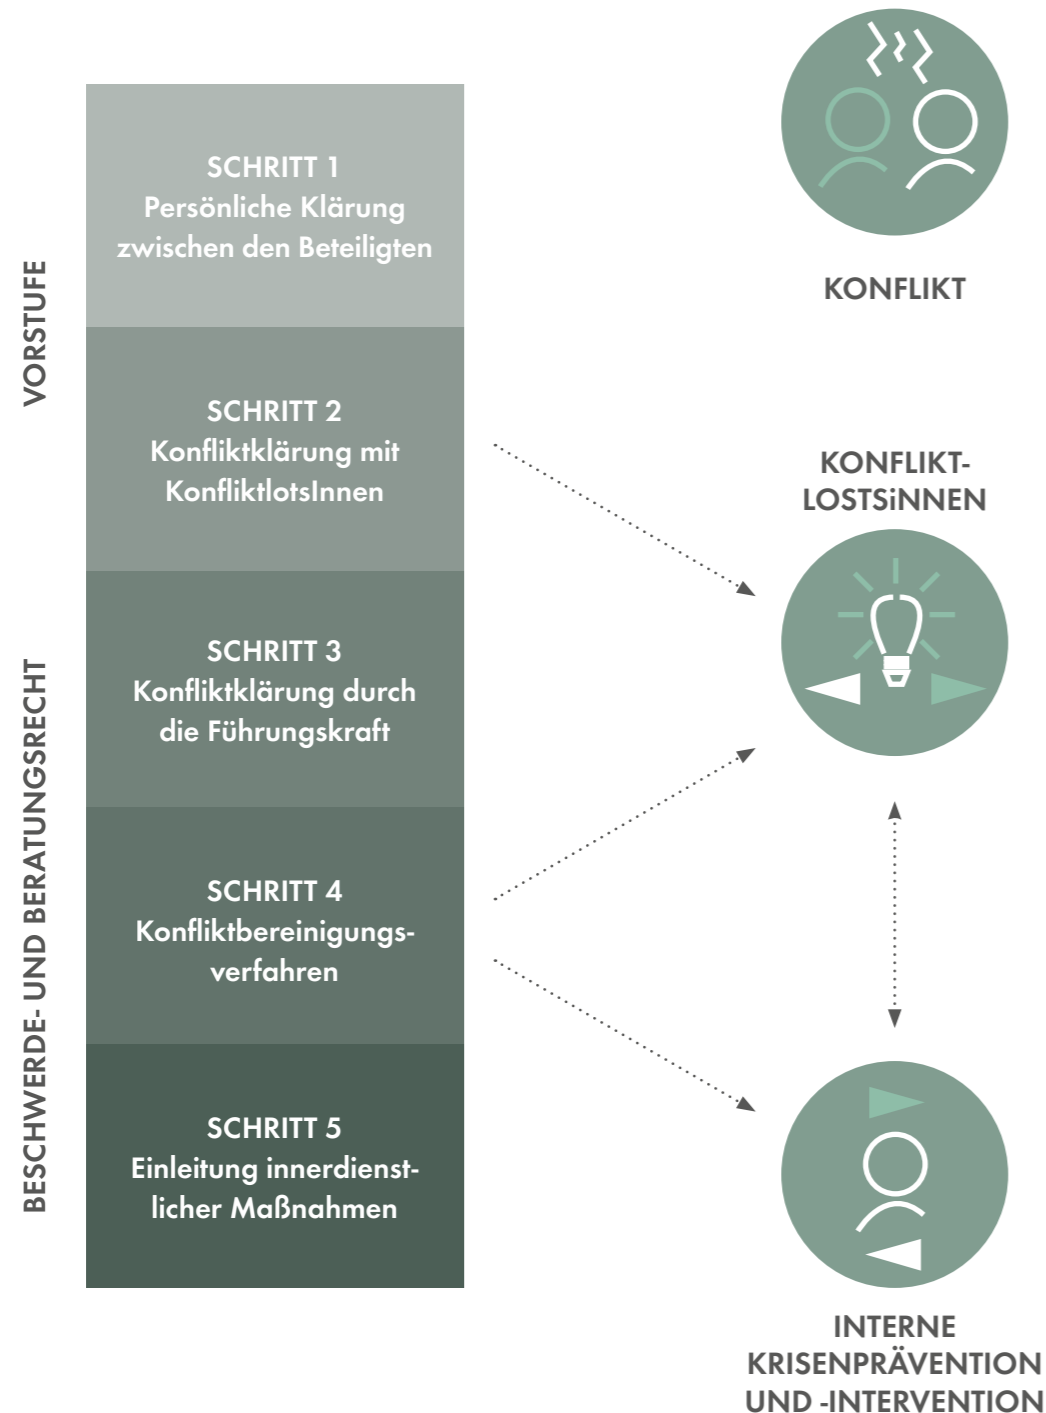 VORSTUFE
SCHRITT 1
Persönliche Klärung
zwischen den Beteiligten
SCHRITT 2
Konfliktklärung mit
KonfliktlotsInnen
BESCHWERDE- UND BERATUNGSRECHT
SCHRITT 3
Konfliktklärung durch
die Führungskraft
SCHRITT 4
Konfliktbereinigungs-
verfahren
SCHRITT 5
Einleitung innerdienst-
licher Maßnahmen
KONFLIKT
KONFLIKT-
LOSTSiNNEN
INTERNE
KRISENPRÄVENTION
UND -INTERVENTION